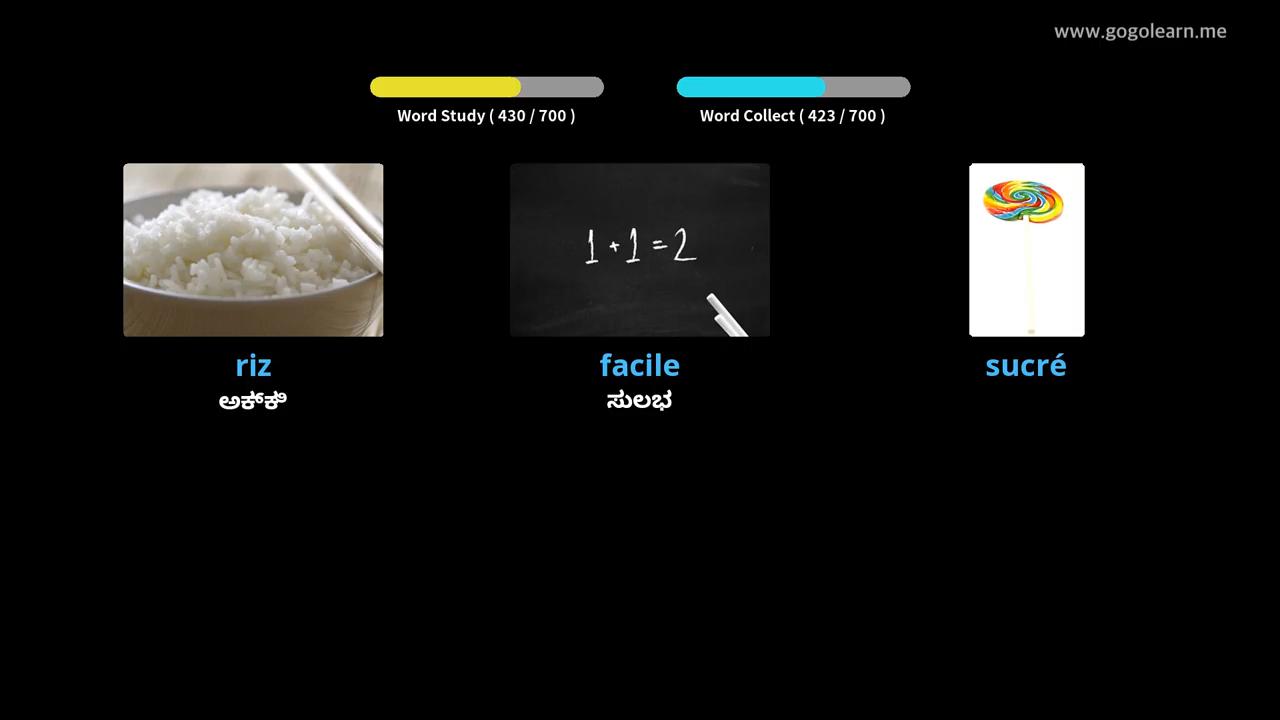 www.gogolearn.me
Word Study ( 430 / 700 )
Word Collect ( 423 / 700 )
1 + 1 = 2
riz
facile
sucré
ಅಕ್ಕಿ
ಸುಲಭ